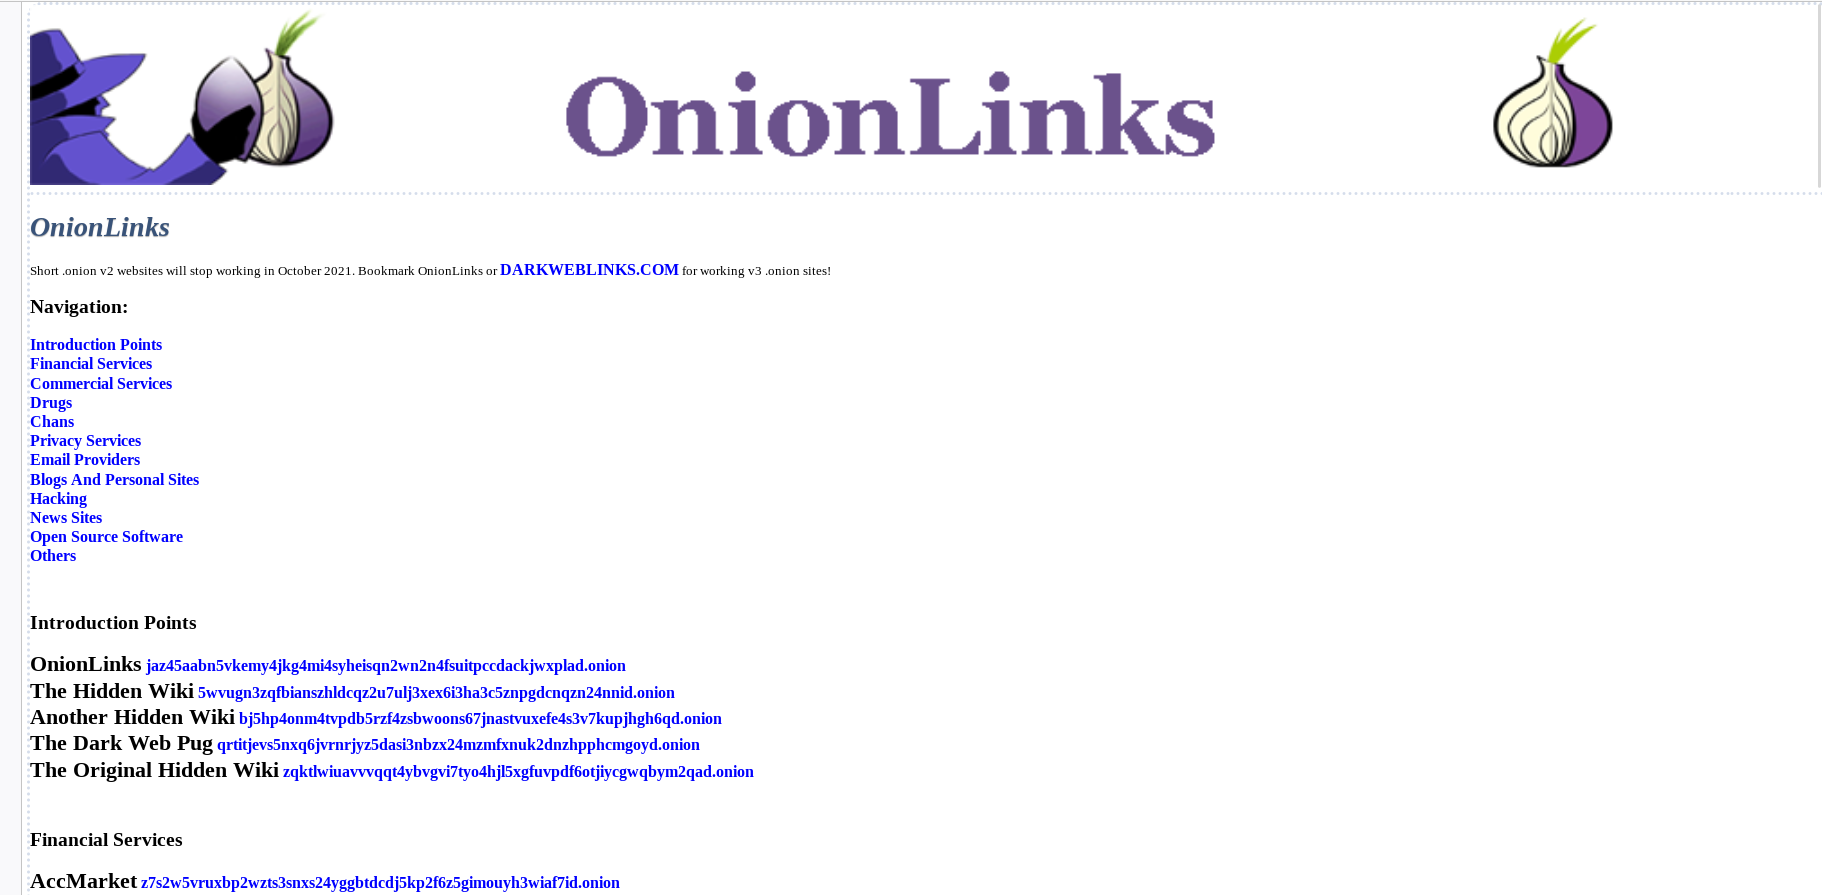 OnionLinks
OnionLinks
Short .onion v2 websites will stop working in October 2021. Bookmark OnionLinks or DARKWEBLINKS.COM for working v3 .onion sites!
Navigation:
Introduction Points
Financial Services
Commercial Services
Drugs
Chans
Privacy Services
Email Providers
Blogs And Personal Sites
Hacking
News Sites
Open Source Software
Others
Introduction Points
OnionLinks jaz45aabn5vkemy4jkg4mi4syheisqn2wn2n4fsuitpccdackjwxplad.onion
The Hidden Wiki 5wvugn3zqfbianszhldcqz2u7ulj3xex6i3ha3c5znpgdcnqzn24nnid.onion
Another Hidden Wiki bj5hp4onm4tvpdb5rzf4zsbwoons67jnastvuxefe4s3v7kupjhgh6qd.onion
The Dark Web Pug qrtitjevs5nxq6jvrnrjyz5dasi3nbzx24mzmfxnuk2dnzhpphcmgoyd.onion
The Original Hidden Wiki zqktlwiuavvvqqt4ybvgvi7tyo4hjl5xgfuvpdf6otjiycgwqbym2qad.onion
Financial Services
AccMarket z7s2w5vruxbp2wzts3snxs24yggbtdcdj5kp2f6z5gimouyh3wiaf7id.onion